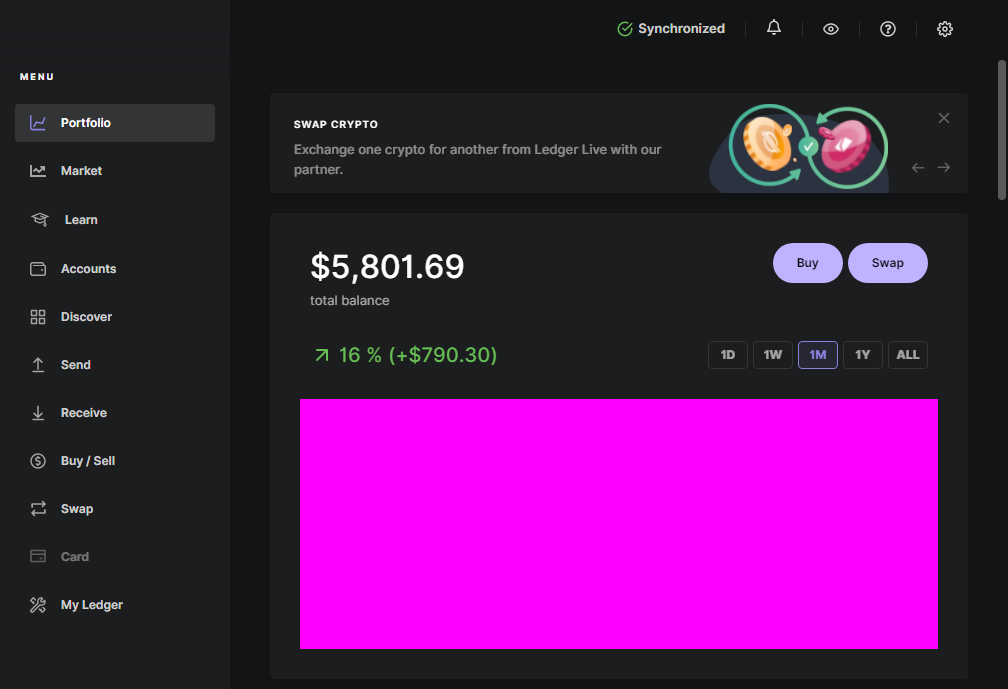 Synchronized
MENU
Portfolio
Market
Learn
Accounts
Discover
Send
Receive
Buy / Sell
Swap
Card
My Ledger
SWAP CRYPTO
Exchange one crypto for another from Ledger Live with our
partner.
$5,801.69
total balance
Buy
Swap
16 % (+$790.30)
1D
1W
1M
1Y
ALL